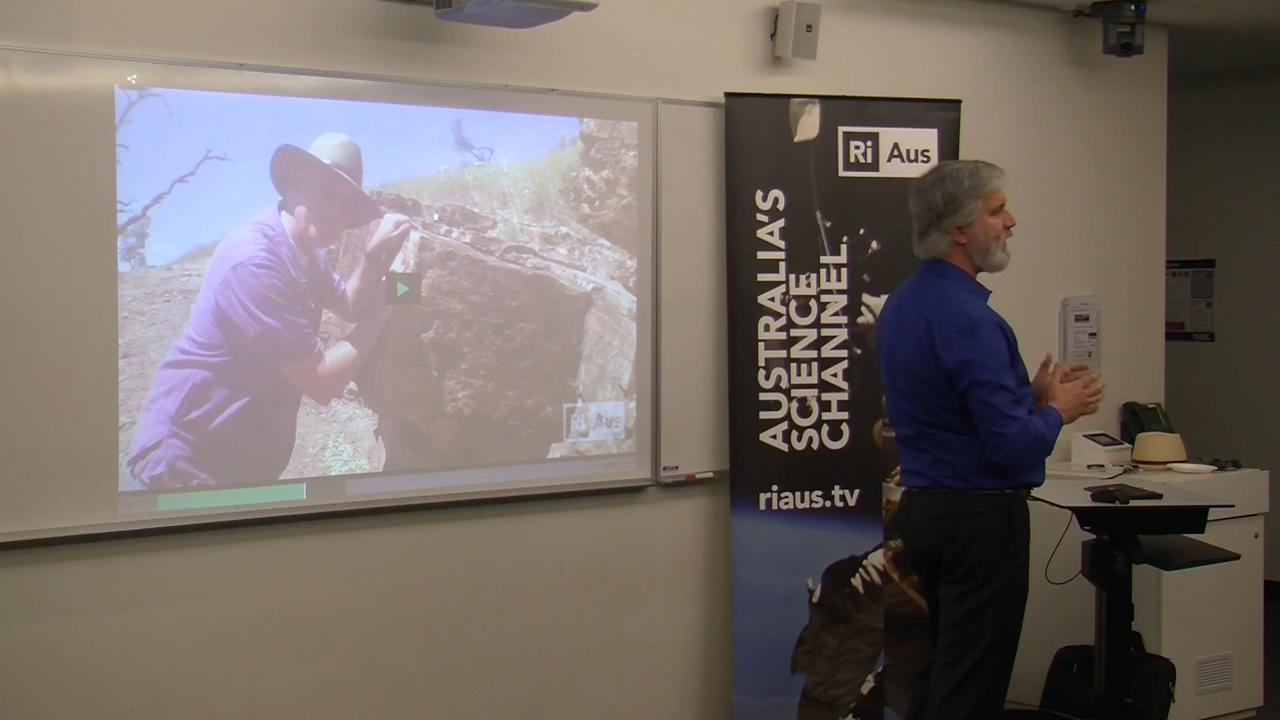 Ri Aus
Ri Aus
AUSTRALIA'S
SCIENCE
CHANNEL
riaus.tv